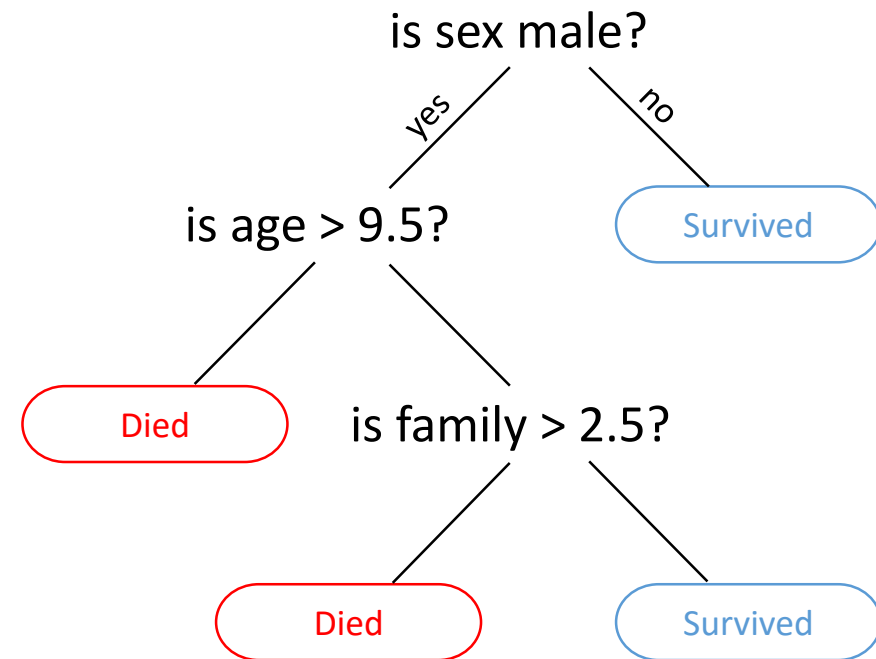 is sex male?
yes
no
is age > 9.5?
Survived
Died
is family > 2.5?
Died
Survived